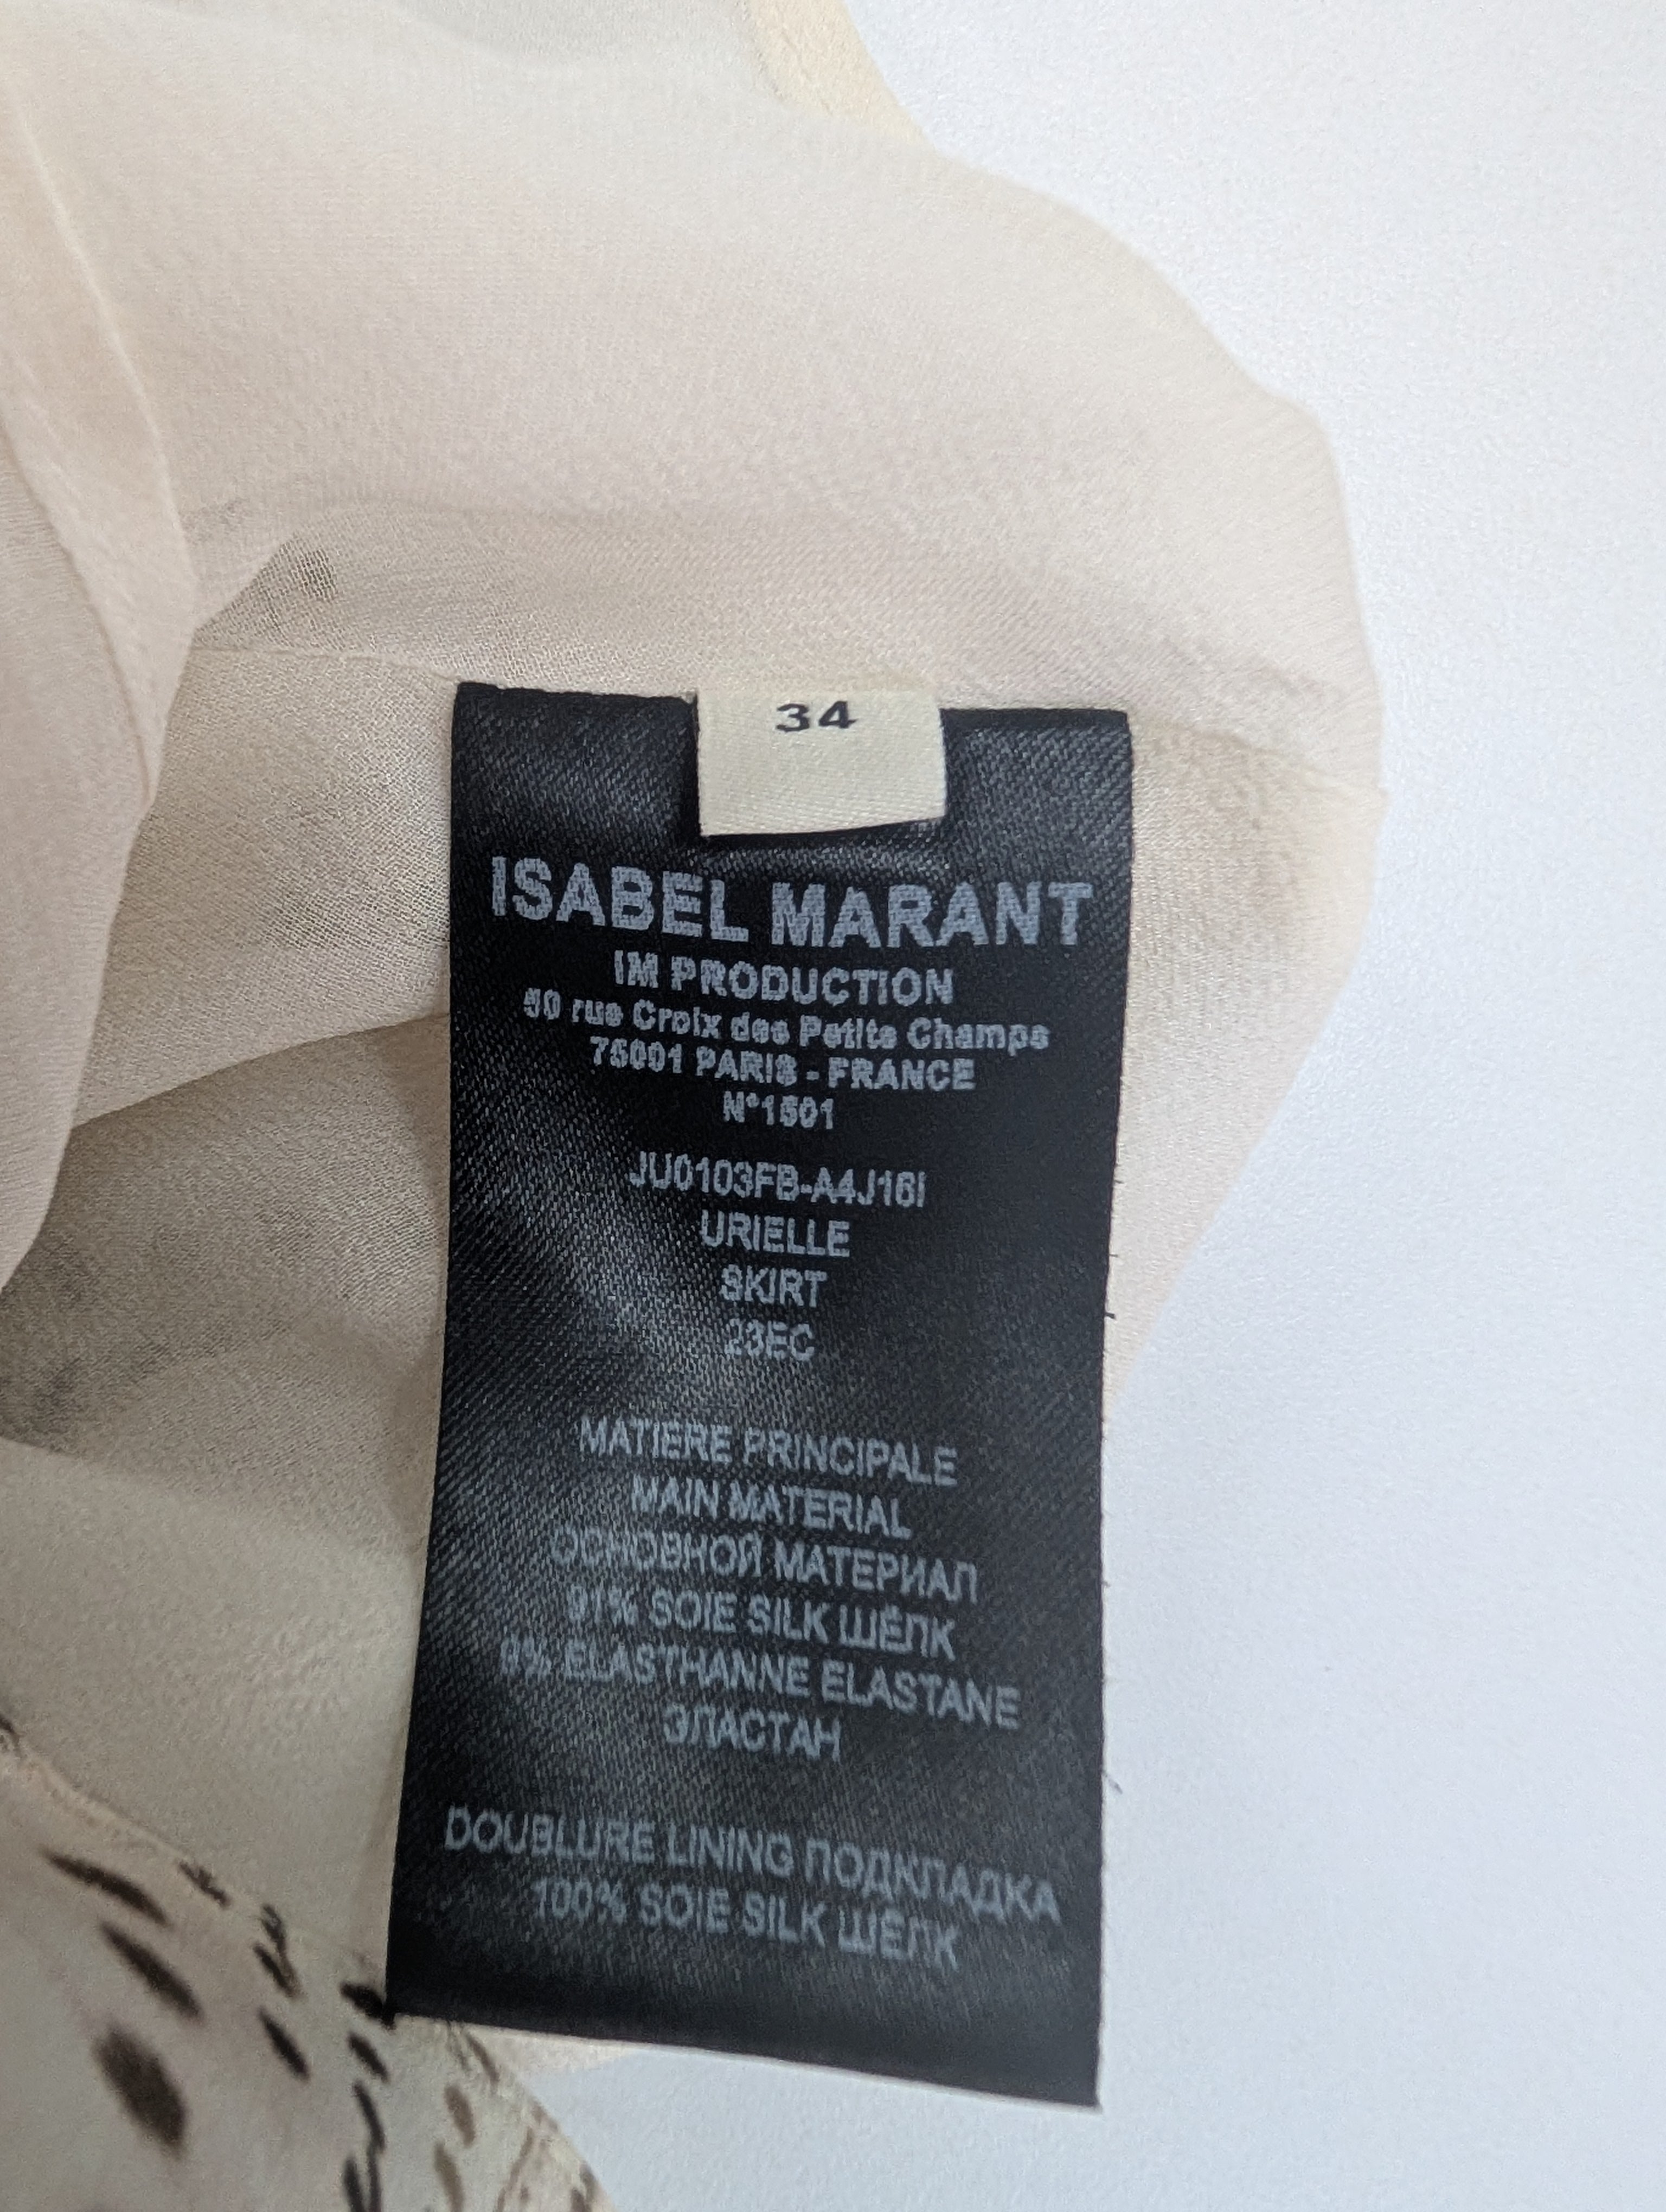 34
ISABEL MARANT
IM PRODUCTION
50 rue Croix des Petits Champs
75001 PARIS - FRANCE
N°1501
JU0103FB-A4J16I
URIELLE
SKIRT
23EC
MATIERE PRINCIPALE
MAIN MATERIAL
ОСНОВНОЙ МАТЕРИАЛ
91% SOIE SILK ШЁЛК
9% ELASTHANNE ELASTANE
ЭЛАСТАН
DOUBLURE LINING ПОДКЛАДКА
100% SOIE SILK ШЁЛК